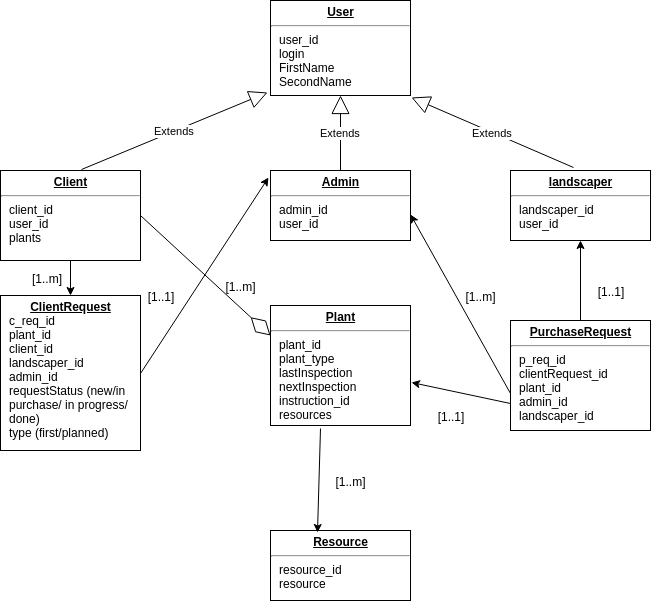 User
user_id
login
FirstName
SecondName
Extends
Extends
Extends
Client
client_id
user_id
plants
Admin
admin_id
user_id
landscaper
landscaper_id
user_id
[1..m]
[1..1]
[1..m]
[1..m]
[1..1]
ClientRequest
c_req_id
plant_id
client_id
landscaper_id
admin_id
requestStatus (new/in
purchase/ in progress/
done)
type (first/planned)
Plant
plant_id
plant_type
lastInspection
nextInspection
instruction_id
resources
PurchaseRequest
p_req_id
clientRequest_id
plant_id
admin_id
landscaper_id
[1..1]
[1..m]
Resource
resource_id
resource